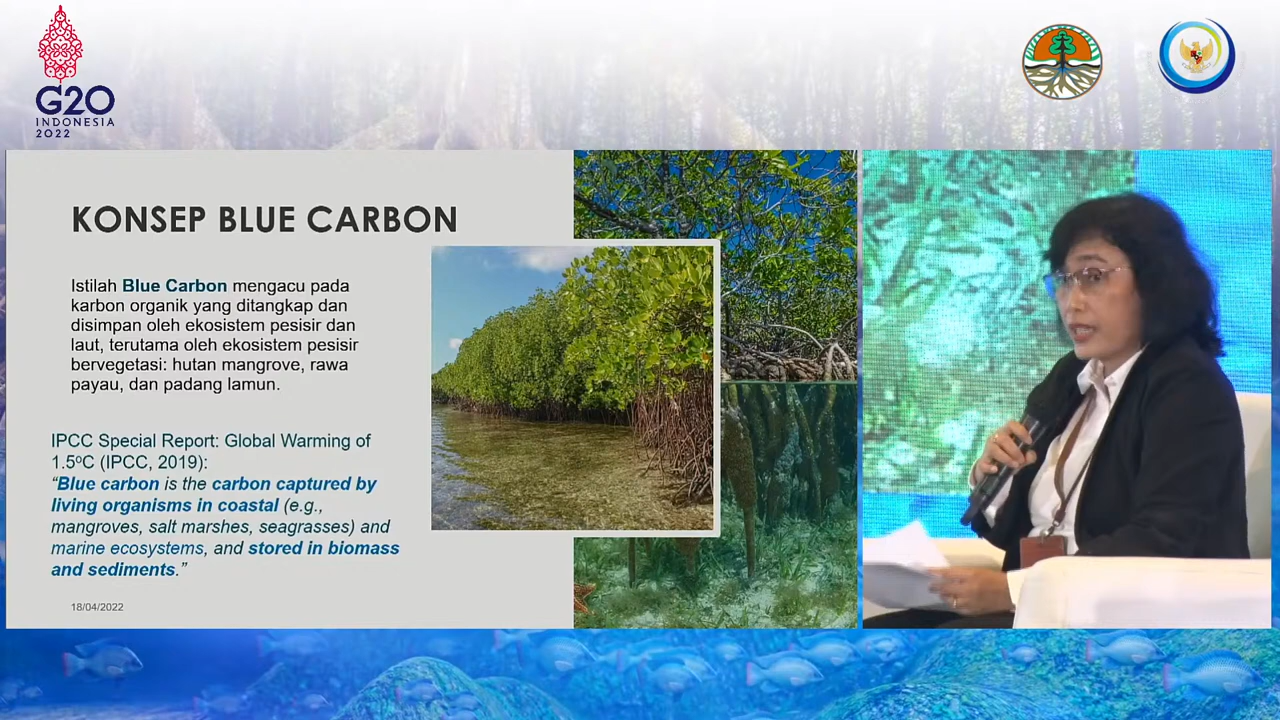 G20
INDONESIA
2022
KONSEP BLUE CARBON
Istilah Blue Carbon mengacu pada
karbon organik yang ditangkap dan
disimpan oleh ekosistem pesisir dan
laut, terutama oleh ekosistem pesisir
bervegetasi: hutan mangrove, rawa
payau, dan padang lamun.
IPCC Special Report: Global Warming of
1.5ºC (IPCC, 2019):
“Blue carbon is the carbon captured by
living organisms in coastal (e.g.,
mangroves, salt marshes, seagrasses) and
marine ecosystems, and stored in biomass
and sediments.”
18/04/2022